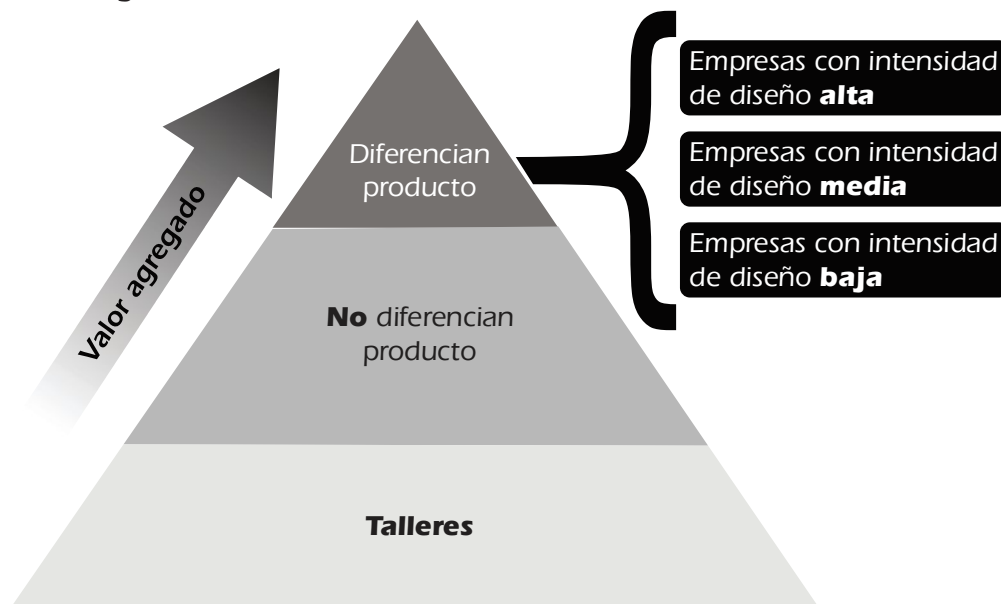 Empresas con intensidad
de diseño alta
Diferencian
producto
Empresas con intensidad
de diseño media
Valor agregado
Empresas con intensidad
de diseño baja
No diferencian
producto
Talleres